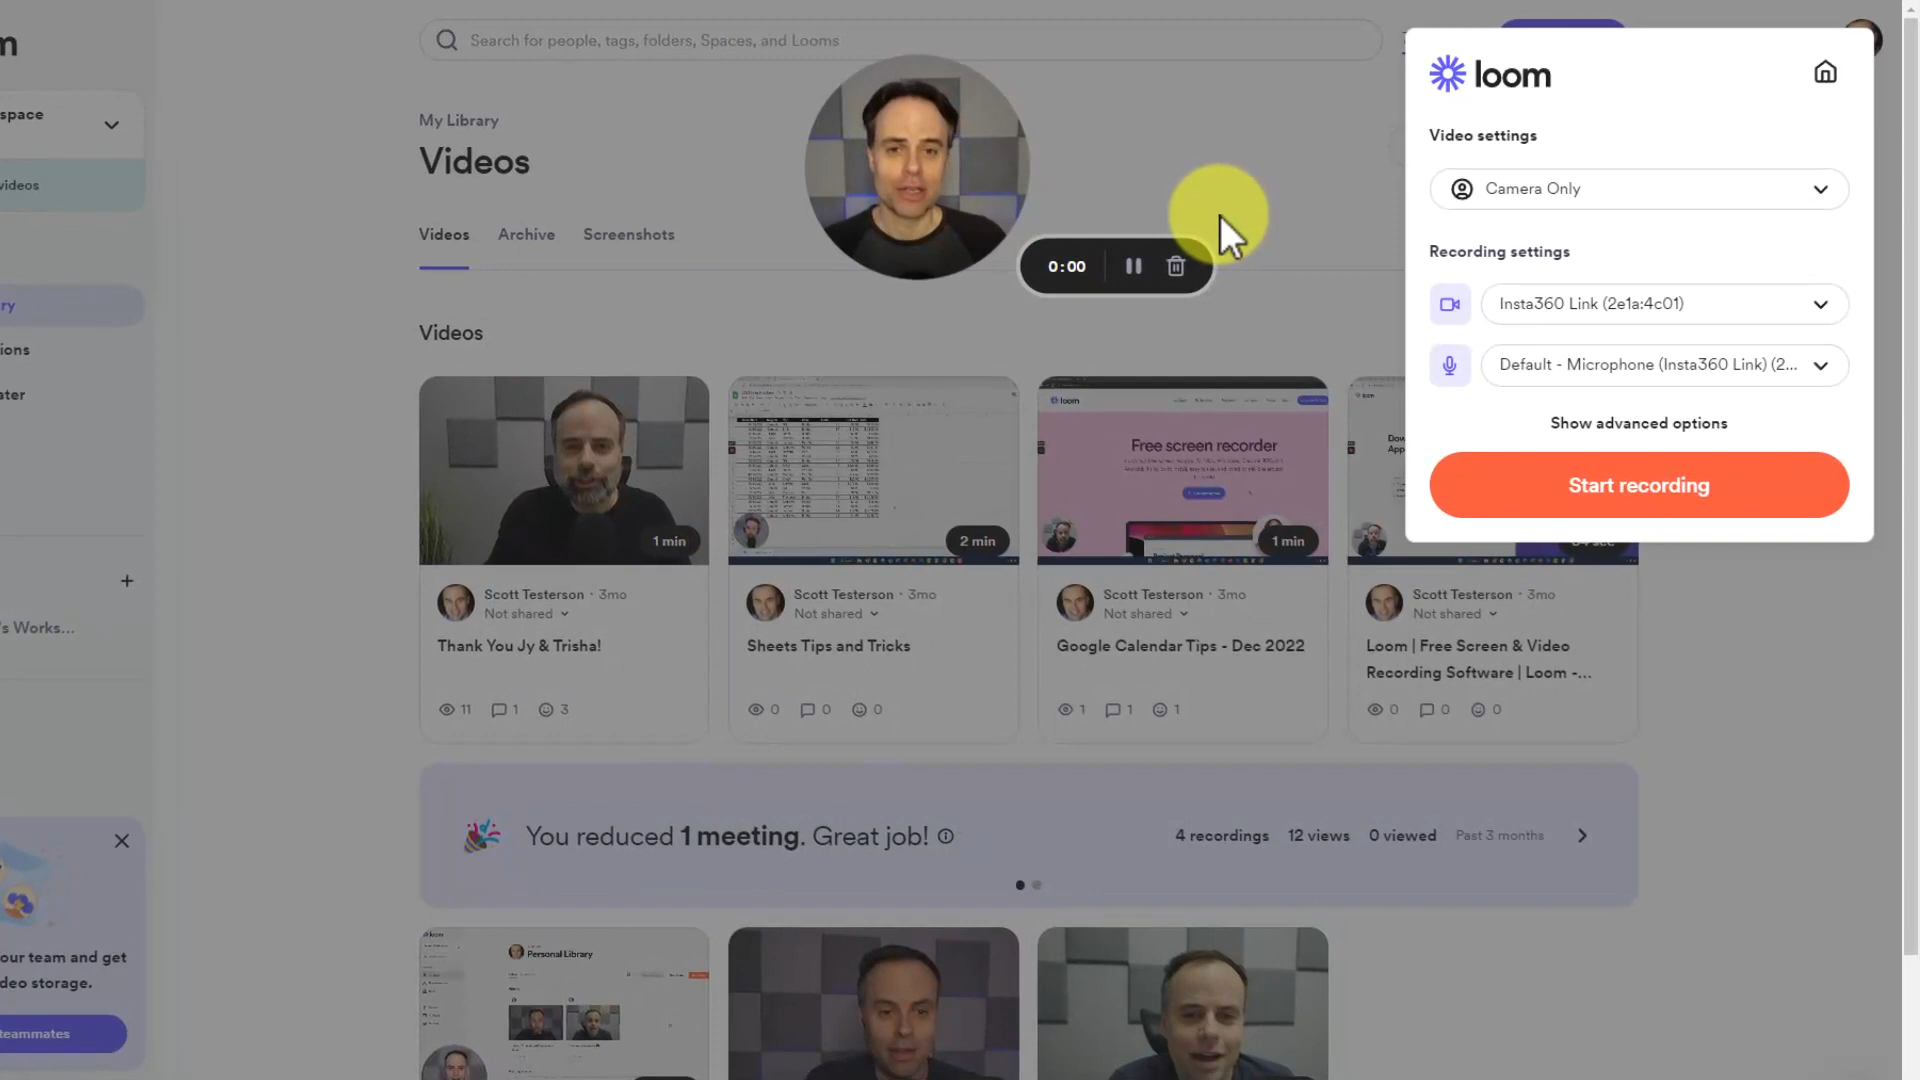 Search for people, tags, folders, Spaces, and Looms
loom
Video settings
Camera Only
Recording settings
Insta360 Link (2e1a:4c01)
Default - Microphone (Insta360 Link) (2...
Show advanced options
Start recording
space
videos
My Library
Videos
Videos
Archive
Screenshots
0:00
Videos
1 min
Scott Testerson · 3mo
Not shared
Thank You Jy & Trisha!
11
1
3
2 min
Scott Testerson · 3mo
Not shared
Sheets Tips and Tricks
0
0
0
loom
Free screen recorder
1 min
Scott Testerson · 3mo
Not shared
Google Calendar Tips - Dec 2022
1
1
1
Scott Testerson · 3mo
Not shared
Loom | Free Screen & Video
Recording Software | Loom -...
0
0
0
's Works...
You reduced 1 meeting. Great job!
4 recordings
12 views
0 viewed
Past 3 months
our team and get
deo storage.
teammates
Personal Library